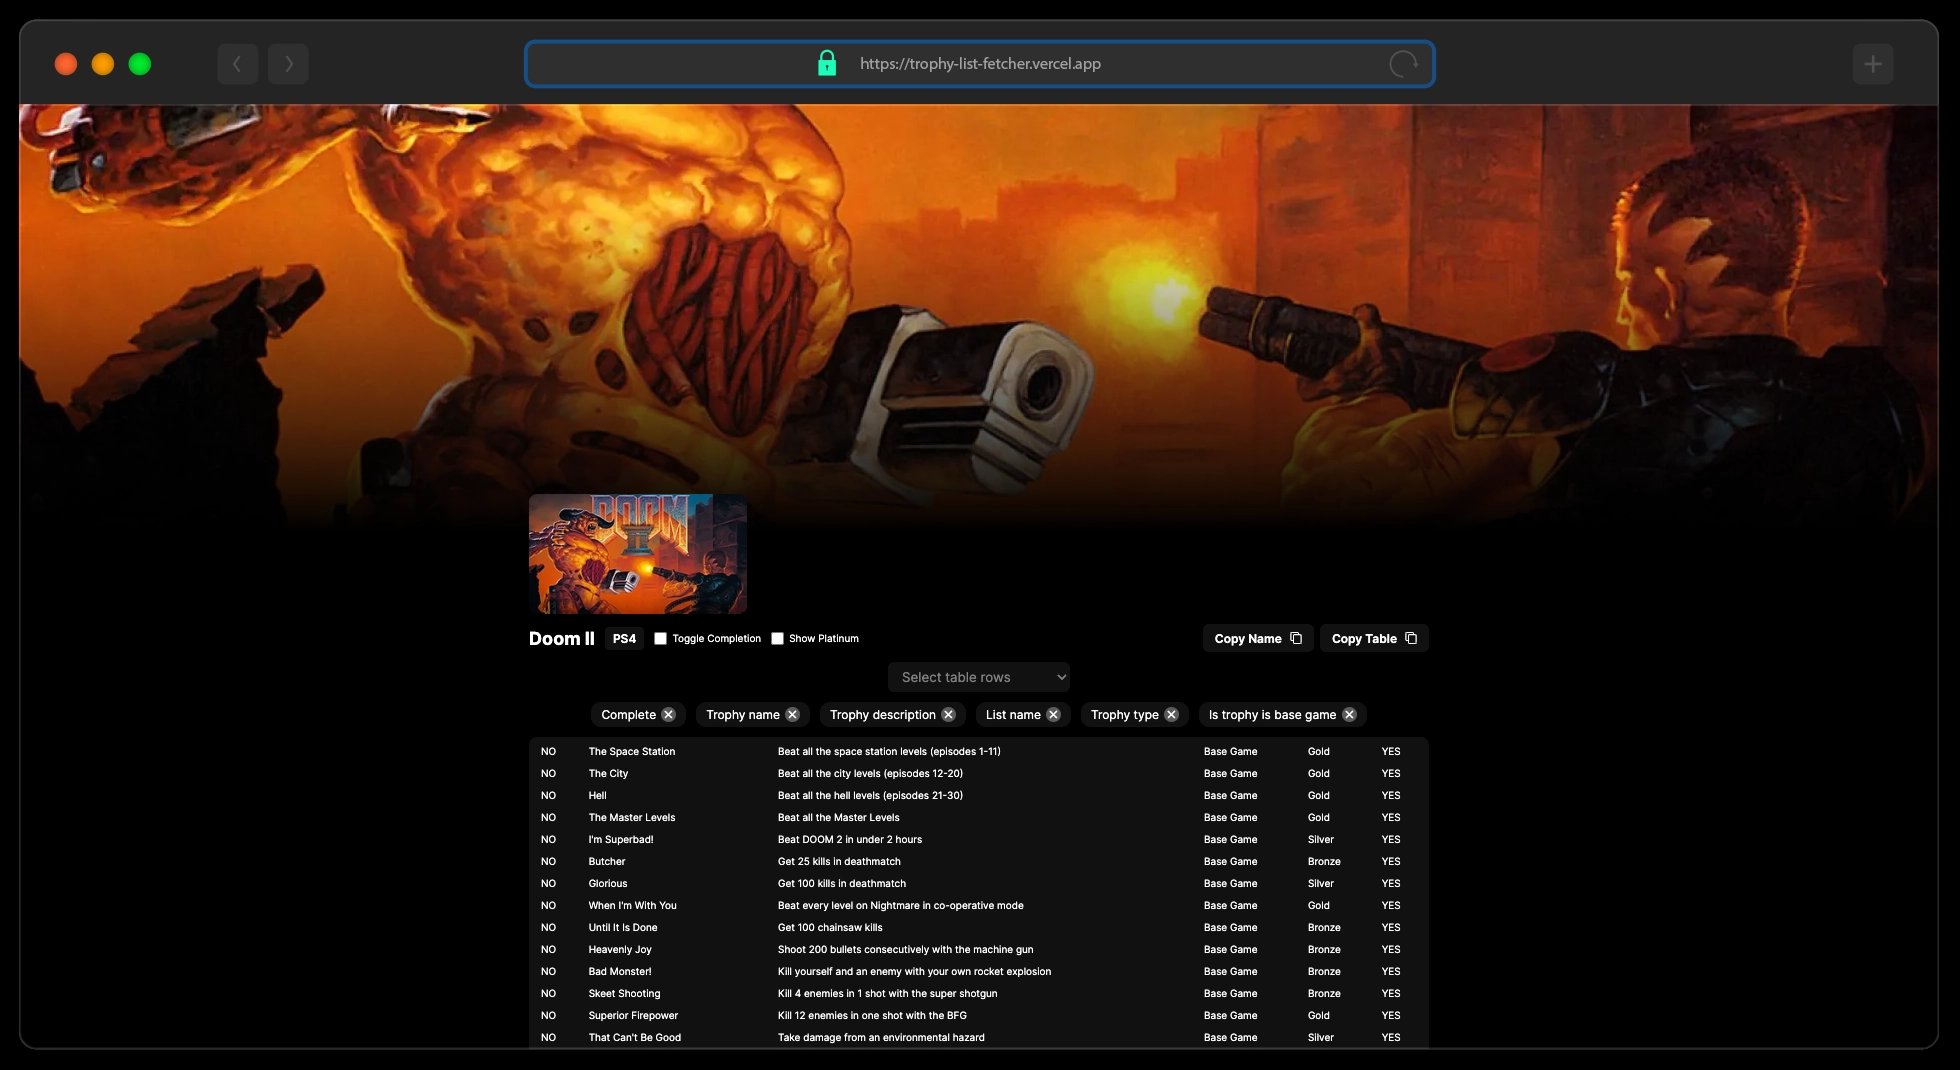 https://trophy-list-fetcher.vercel.app
DOOM
II
Doom II PS4 Toggle Completion Show Platinum Copy Name Copy Table
Select table rows
Complete Trophy name Trophy description List name Trophy type Is trophy is base game
NO The Space Station Beat all the space station levels (episodes 1-11) Base Game Gold YES
NO The City Beat all the city levels (episodes 12-20) Base Game Gold YES
NO Hell Beat all the hell levels (episodes 21-30) Base Game Gold YES
NO The Master Levels Beat all the Master Levels Base Game Gold YES
NO I'm Superbad! Beat DOOM 2 in under 2 hours Base Game Silver YES
NO Butcher Get 25 kills in deathmatch Base Game Bronze YES
NO Glorious Get 100 kills in deathmatch Base Game Silver YES
NO When I'm With You Beat every level on Nightmare in co-operative mode Base Game Gold YES
NO Until It Is Done Get 100 chainsaw kills Base Game Bronze YES
NO Heavenly Joy Shoot 200 bullets consecutively with the machine gun Base Game Bronze YES
NO Bad Monster! Kill yourself and an enemy with your own rocket explosion Base Game Bronze YES
NO Skeet Shooting Kill 4 enemies in 1 shot with the super shotgun Base Game Bronze YES
NO Superior Firepower Kill 12 enemies in one shot with the BFG Base Game Gold YES
NO That Can't Be Good Take damage from an environmental hazard Base Game Silver YES